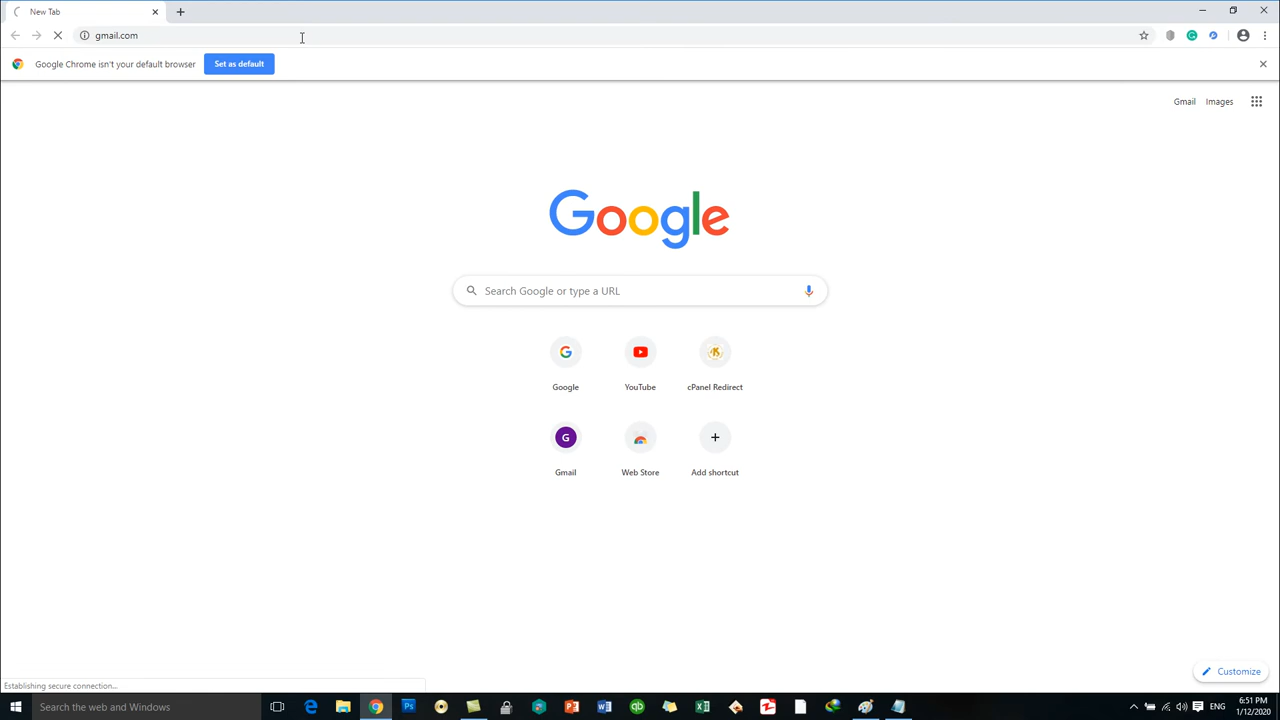 New Tab
gmail.com
Google Chrome isn't your default browser
Set as default
Gmail
Images
Google
Search Google or type a URL
Google
YouTube
cPanel Redirect
G
Gmail
Web Store
Add shortcut
Customize
Establishing secure connection...
Search the web and Windows
ENG
6:51 PM
1/12/2020